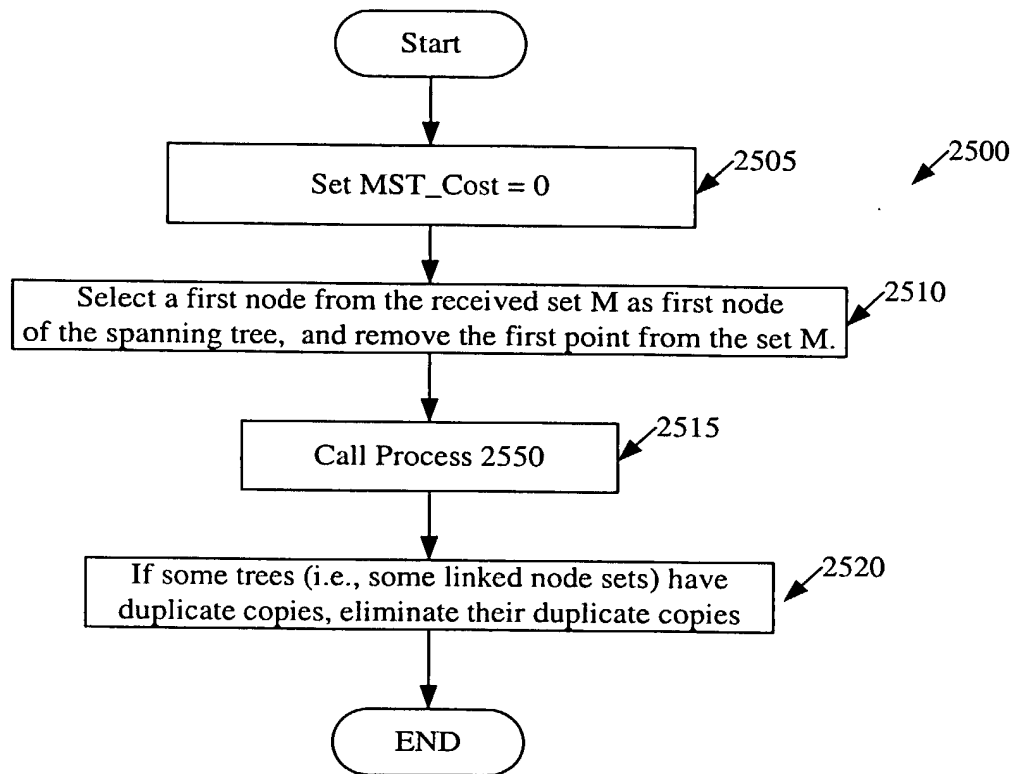 Start
2500
2505
Set MST_Cost = 0
2510
Select a first node from the received set M as first node
of the spanning tree, and remove the first point from the set M.
2515
Call Process 2550
2520
If some trees (i.e., some linked node sets) have
duplicate copies, eliminate their duplicate copies
END